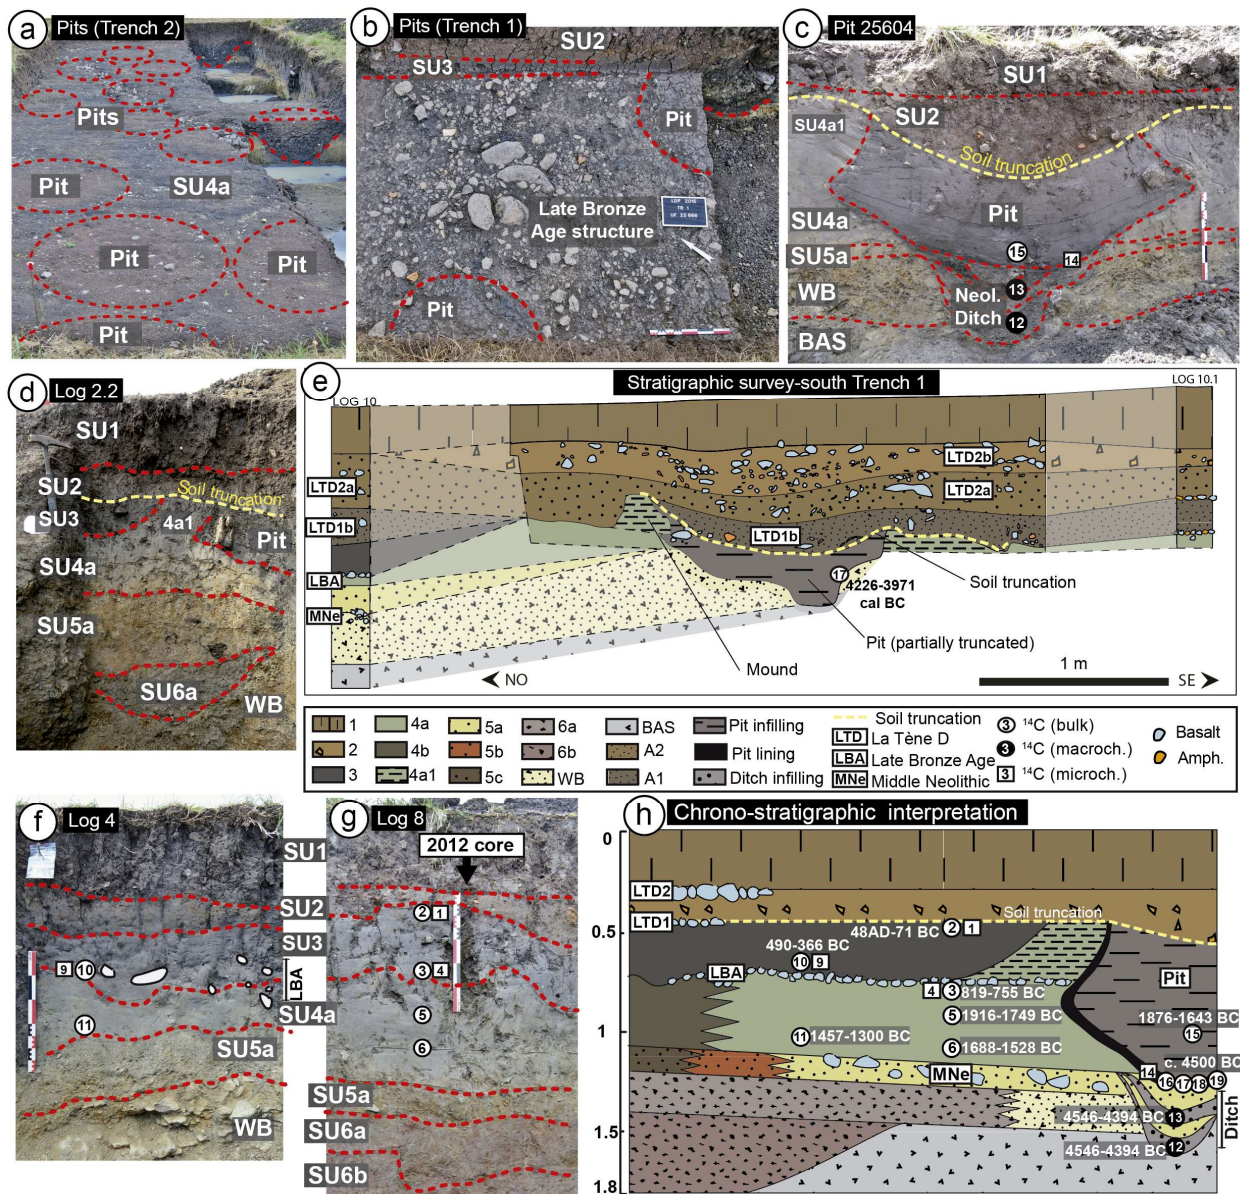 a Pits (Trench 2)
Pits
Pit
SU4a
Pit
Pit
Pit
b Pits (Trench 1)
SU2
SU3
Pit
Late Bronze
Age structure
Pit
c Pit 25604
SU1
SU2
SU4a1
Soil truncation
Pit
SU4a
SU5a
WB
BAS
15
14
13
Neol.
Ditch
12
d Log 2.2
SU1
SU2
Soil truncation
SU3
4a1
Pit
SU4a
SU5a
SU6a
WB
e Stratigraphic survey-south Trench 1
LOG 10
LOG 10.1
LTD2b
LTD2a
LTD2a
LTD1b
LTD1b
LBA
MNe
17
4226-3971
cal BC
Soil truncation
Pit (partially truncated)
Mound
1 m
NO
SE
1
4a
5a
6a
BAS
Pit infilling
2
4b
5b
6b
A2
Pit lining
3
4a1
5c
WB
A1
Ditch infilling
Soil truncation
LTD La Tène D
LBA Late Bronze Age
MNe Middle Neolithic
3 ¹⁴C (bulk)
3 ¹⁴C (macroch.)
3 ¹⁴C (microch.)
Basalt
Amph.
f Log 4
SU1
SU2
SU3
9 10
LBA
SU4a
11
SU5a
WB
g Log 8
2012 core
2 1
3 4
5
6
SU5a
SU6a
SU6b
h Chrono-stratigraphic interpretation
0
0.5
1
1.5
1.8
LTD2
LTD1
Soil truncation
48AD-71 BC 2 1
490-366 BC
10 9
LBA
4 3 819-755 BC
5 1916-1749 BC
11 1457-1300 BC
6 1688-1528 BC
Pit
1876-1643 BC
15
c. 4500 BC
14
16 17 18 19
MNe
4546-4394 BC 13
4546-4394 BC 12
Ditch